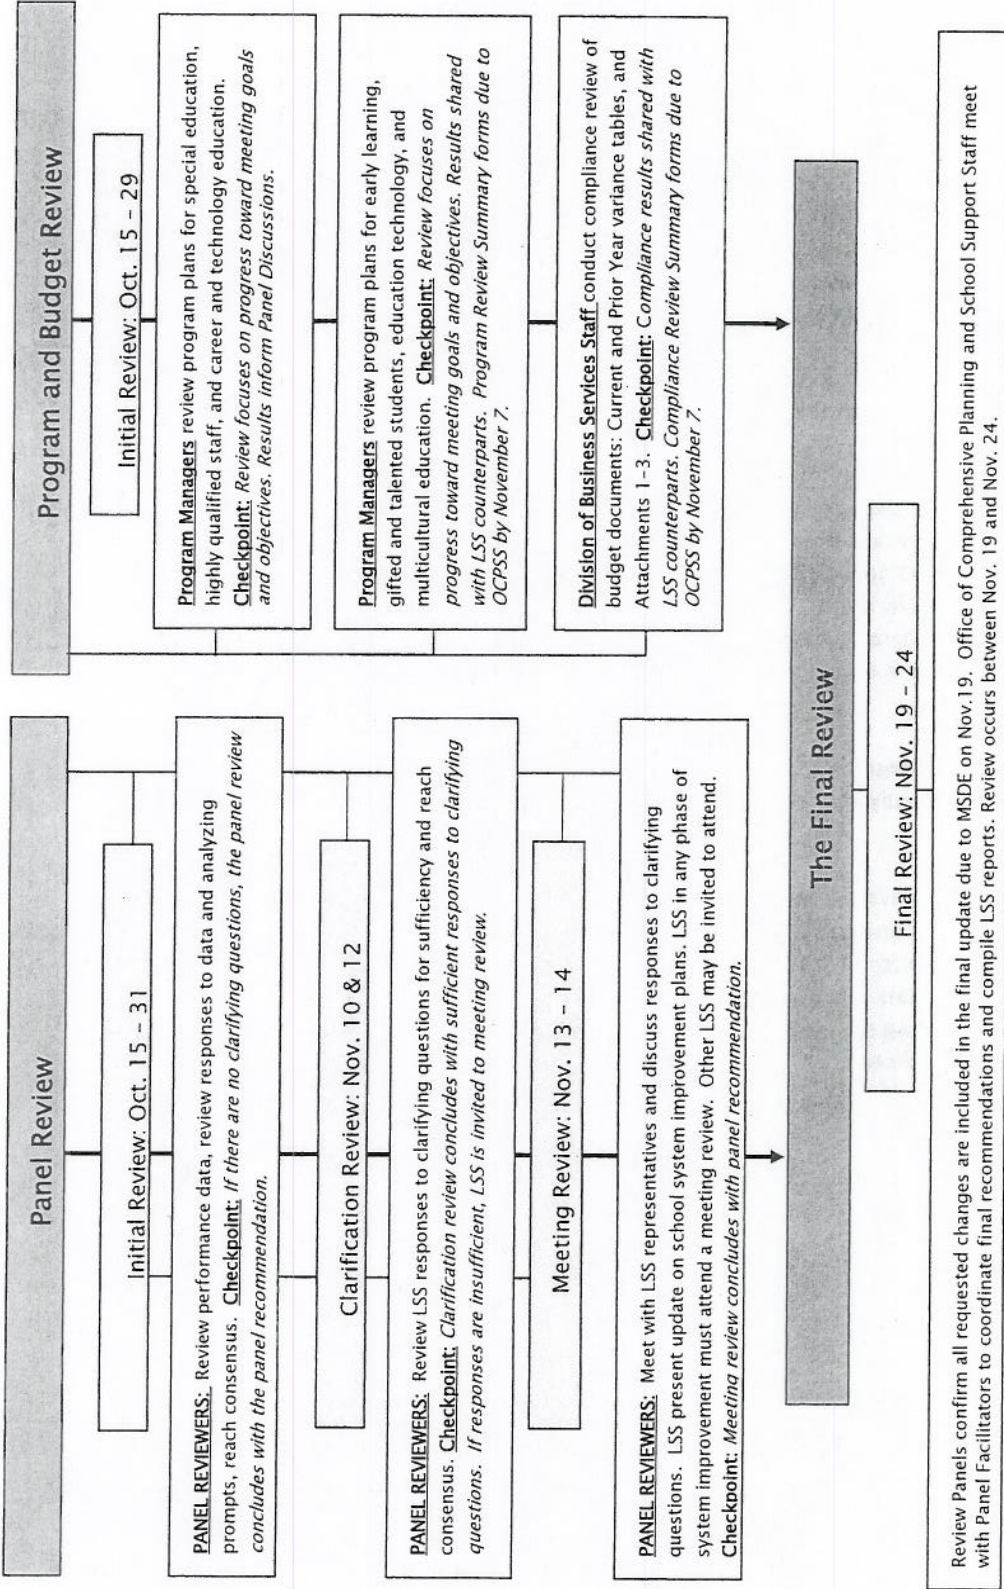 Panel Review
Initial Review: Oct. 15 – 31
PANEL REVIEWERS: Review performance data, review responses to data and analyzing
prompts, reach consensus. Checkpoint: If there are no clarifying questions, the panel review
concludes with the panel recommendation.
Clarification Review: Nov. 10 & 12
PANEL REVIEWERS: Review LSS responses to clarifying questions for sufficiency and reach
consensus. Checkpoint: Clarification review concludes with sufficient responses to clarifying
questions. If responses are insufficient, LSS is invited to meeting review.
Meeting Review: Nov. 13 – 14
PANEL REVIEWERS: Meet with LSS representatives and discuss responses to clarifying
questions. LSS present update on school system improvement plans. LSS in any phase of
system improvement must attend a meeting review. Other LSS may be invited to attend.
Checkpoint: Meeting review concludes with panel recommendation.
Program and Budget Review
Initial Review: Oct. 15 – 29
Program Managers review program plans for special education,
highly qualified staff, and career and technology education.
Checkpoint: Review focuses on progress toward meeting goals
and objectives. Results inform Panel Discussions.
Program Managers review program plans for early learning,
gifted and talented students, education technology, and
multicultural education. Checkpoint: Review focuses on
progress toward meeting goals and objectives. Results shared
with LSS counterparts. Program Review Summary forms due to
OCPSS by November 7.
Division of Business Services Staff conduct compliance review of
budget documents: Current and Prior Year variance tables, and
Attachments 1-3. Checkpoint: Compliance results shared with
LSS counterparts. Compliance Review Summary forms due to
OCPSS by November 7.
The Final Review
Final Review: Nov. 19 – 24
Review Panels confirm all requested changes are included in the final update due to MSDE on Nov.19. Office of Comprehensive Planning and School Support Staff meet
with Panel Facilitators to coordinate final recommendations and compile LSS reports. Review occurs between Nov. 19 and Nov. 24.